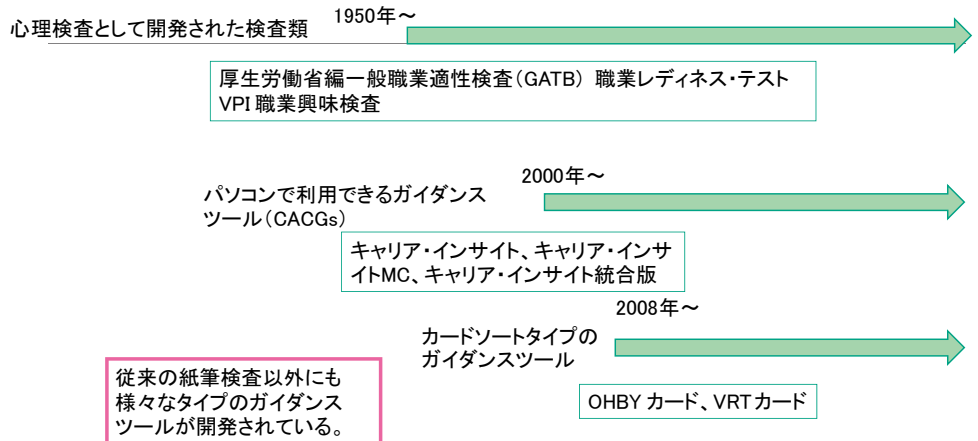 1950年～
心理検査として開発された検査類
厚生労働省編一般職業適性検査（GATB） 職業レディネス・テスト
VPI 職業興味検査
2000年～
パソコンで利用できるガイダンス
ツール（CACGs）
キャリア・インサイト、キャリア・インサ
イトMC、キャリア・インサイト統合版
2008年～
カードソートタイプの
ガイダンスツール
OHBY カード、VRTカード
従来の紙筆検査以外にも
様々なタイプのガイダンス
ツールが開発されている。